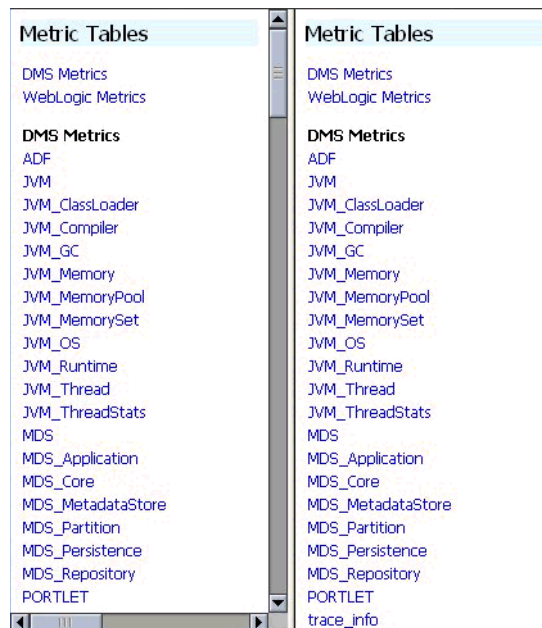 Metric Tables
DMS Metrics
WebLogic Metrics
DMS Metrics
ADF
JVM
JVM_ClassLoader
JVM_Compiler
JVM_GC
JVM_Memory
JVM_MemoryPool
JVM_MemorySet
JVM_OS
JVM_Runtime
JVM_Thread
JVM_ThreadStats
MDS
MDS_Application
MDS_Core
MDS_MetadataStore
MDS_Partition
MDS_Persistence
MDS_Repository
PORTLET
Metric Tables
DMS Metrics
WebLogic Metrics
DMS Metrics
ADF
JVM
JVM_ClassLoader
JVM_Compiler
JVM_GC
JVM_Memory
JVM_MemoryPool
JVM_MemorySet
JVM_OS
JVM_Runtime
JVM_Thread
JVM_ThreadStats
MDS
MDS_Application
MDS_Core
MDS_MetadataStore
MDS_Partition
MDS_Persistence
MDS_Repository
PORTLET
trace_info